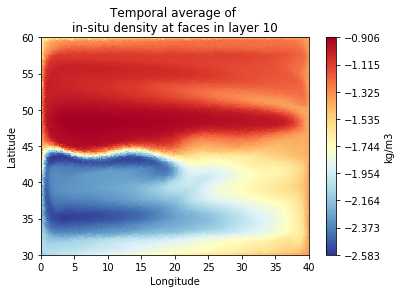 Temporal average of
in-situ density at faces in layer 10
60
55
50
45
40
35
30
Latitude
0 5 10 15 20 25 30 35 40
Longitude
−0.906
−1.115
−1.325
−1.535
−1.744
−1.954
−2.164
−2.373
−2.583
kg/m3